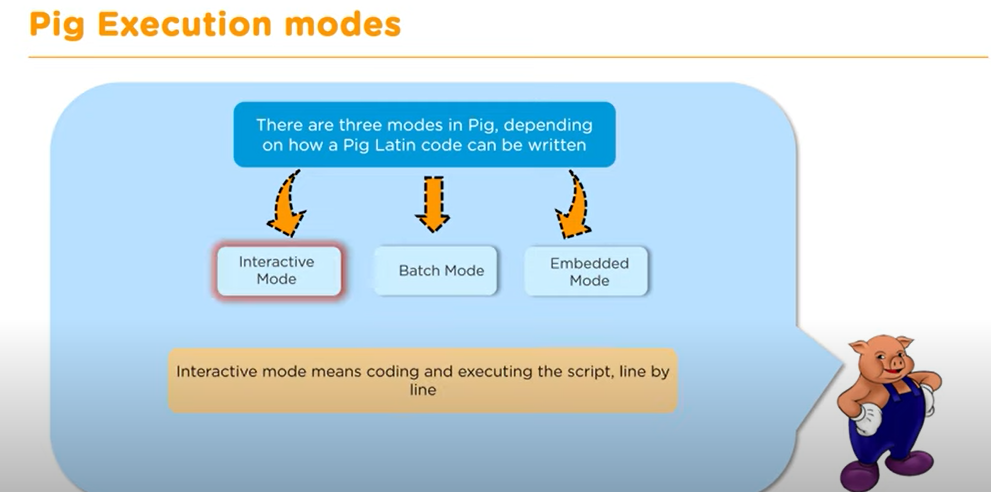 Pig Execution modes
There are three modes in Pig, depending
on how a Pig Latin code can be written
Interactive
Mode
Batch Mode
Embedded
Mode
Interactive mode means coding and executing the script, line by
line